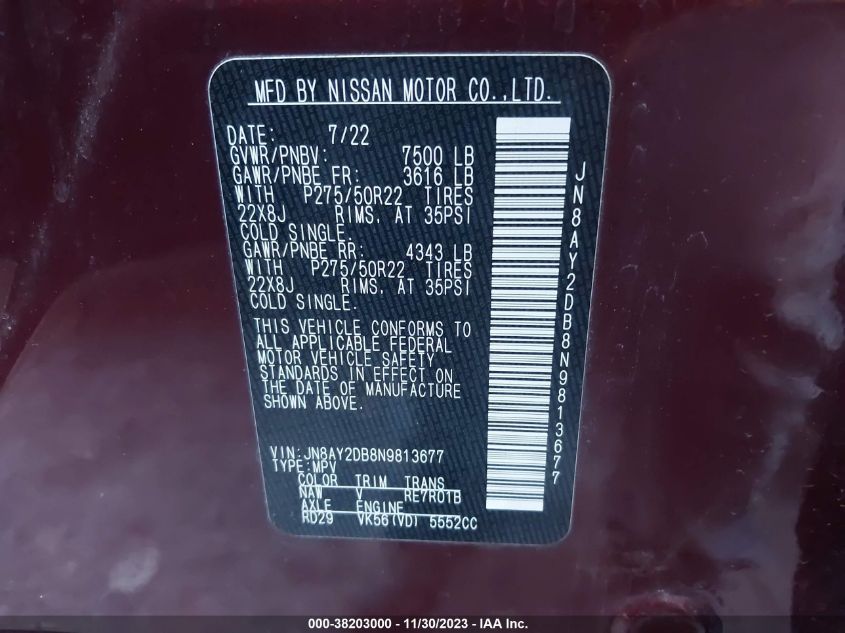 MFD BY NISSAN MOTOR CO.,LTD.
DATE: 7/22
GVWR/PNBV: 7500 LB
GAWR/PNBE FR: 3616 LB
WITH P275/50R22 TIRES
22X8J RIMS, AT 35PSI
COLD SINGLE.
GAWR/PNBE RR: 4343 LB
WITH P275/50R22 TIRES
22X8J RIMS, AT 35PSI
COLD SINGLE.
THIS VEHICLE CONFORMS TO
ALL APPLICABLE FEDERAL
MOTOR VEHICLE SAFETY
STANDARDS IN EFFECT ON
THE DATE OF MANUFACTURE
SHOWN ABOVE.
VIN:JN8AY2DB8N9813677
TYPE:MPV
COLOR TRIM TRANS
NAW V RE7R01B
AXLE ENGINE
RD29 VK56(VD) 5552CC
JN8AY2DB8N9813677
000-38203000 - 11/30/2023 - IAA Inc.